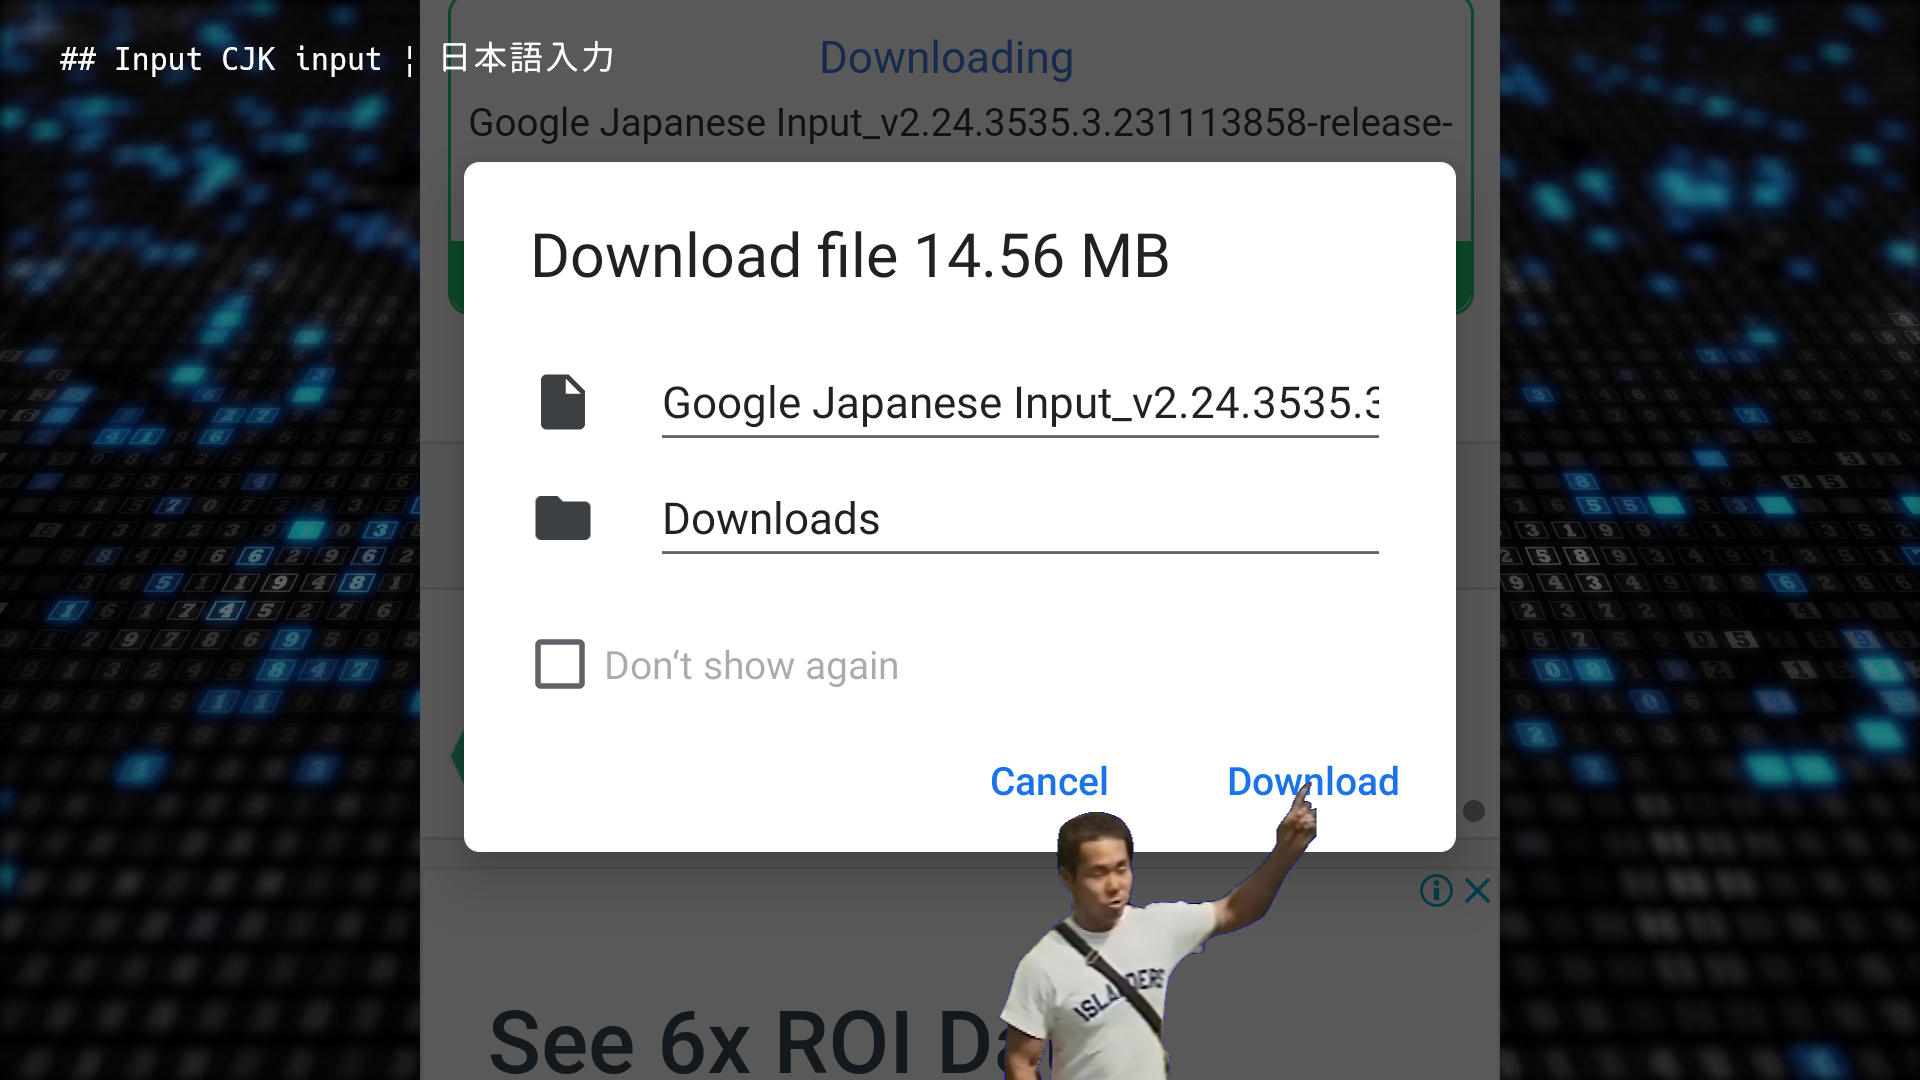 ## Input CJK input ¦ 日本語入力
Downloading
Google Japanese Input_v2.24.3535.3.231113858-release-
Download file 14.56 MB
Google Japanese Input_v2.24.3535.3
Downloads
Don‘t show again
Cancel Download
ISLANDERS
See 6x ROI